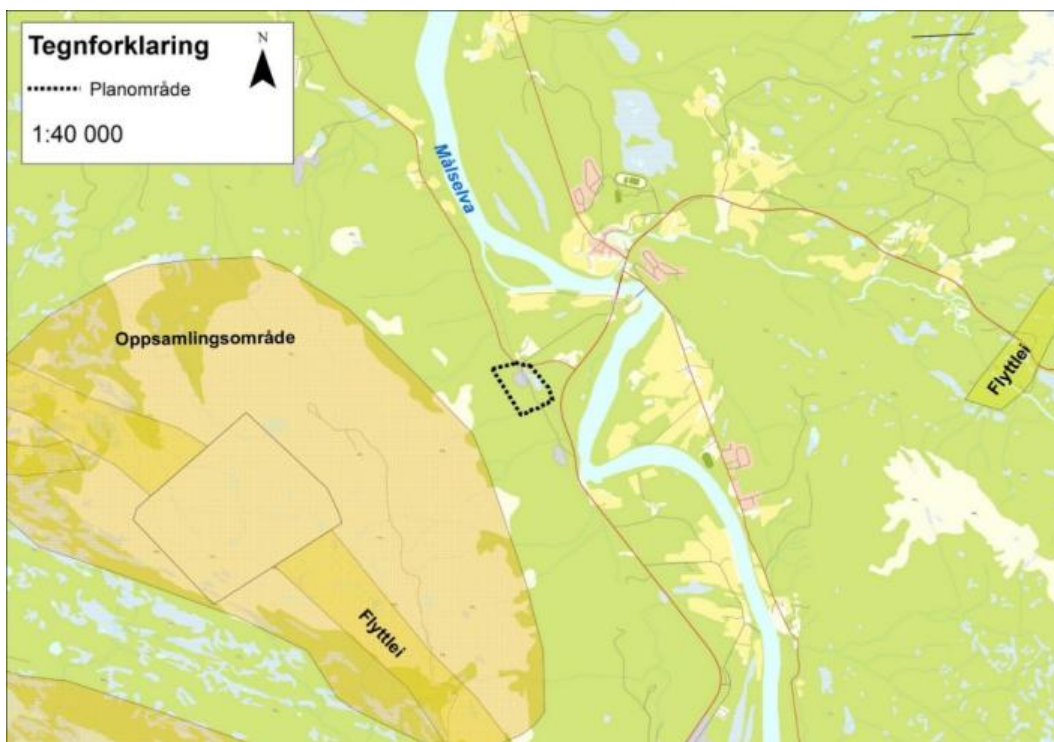 Tegnforklaring
N
Planområde
1:40 000
Målselva
Oppsamlingsområde
Flyttlei
Flyttlei